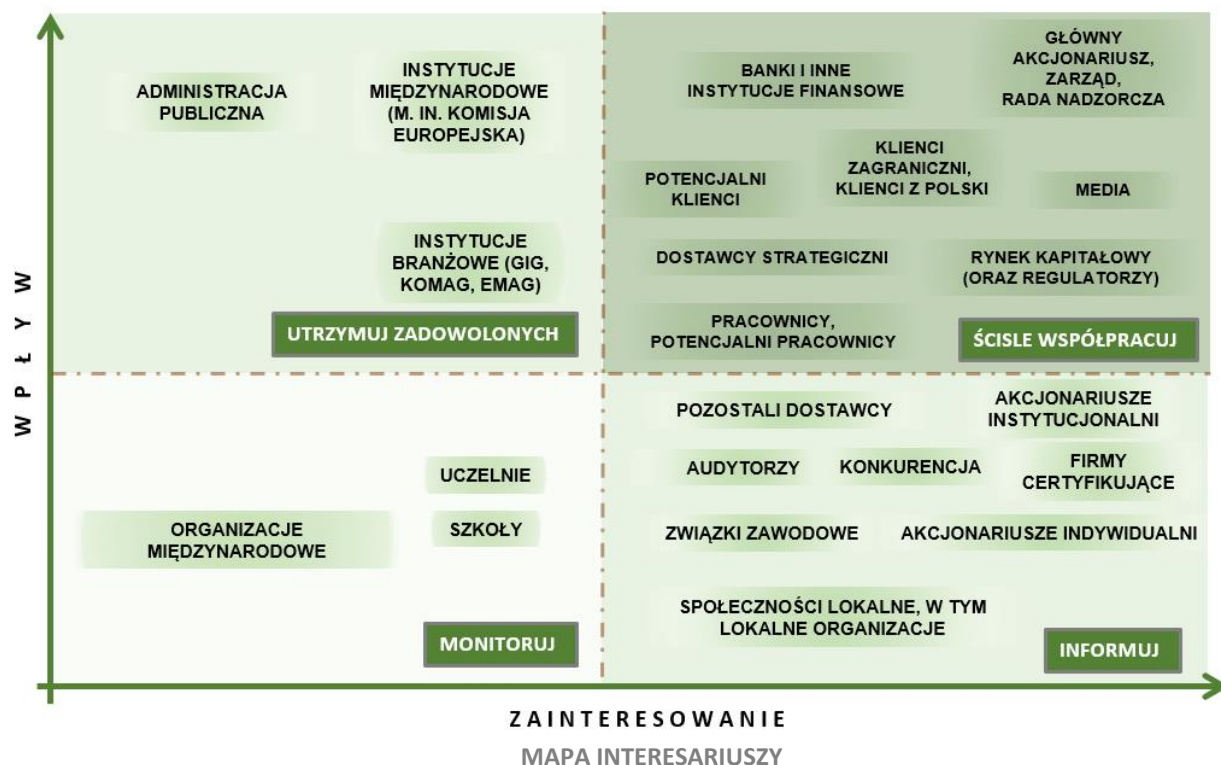 WPŁYW
ADMINISTRACJA
PUBLICZNA
INSTYTUCJE
MIĘDZYNARODOWE
(M. IN. KOMISJA
EUROPEJSKA)
INSTYTUCJE
BRANŻOWE (GIG,
KOMAG, EMAG)
UTRZYMUJ ZADOWOLONYCH
BANKI I INNE
INSTYTUCJE FINANSOWE
GŁÓWNY
AKCJONARIUSZ,
ZARZĄD,
RADA NADZORCZA
POTENCJALNI
KLIENCI
KLIENCI
ZAGRANICZNI,
KLIENCI Z POLSKI
MEDIA
DOSTAWCY STRATEGICZNI
RYNEK KAPITAŁOWY
(ORAZ REGULATORZY)
PRACOWNICY,
POTENCJALNI PRACOWNICY
ŚCISLE WSPÓŁPRACUJ
UCZELNIE
SZKOŁY
ORGANIZACJE
MIĘDZYNARODOWE
MONITORUJ
POZOSTALI DOSTAWCY
AKCJONARIUSZE
INSTYTUCJONALNI
AUDYTORZY
KONKURENCJA
FIRMY
CERTYFIKUJĄCE
ZWIĄZKI ZAWODOWE
AKCJONARIUSZE INDYWIDUALNI
SPOŁECZNOŚCI LOKALNE, W TYM
LOKALNE ORGANIZACJE
INFORMUJ
ZAINTERESOWANIE
MAPA INTERESARIUSZY